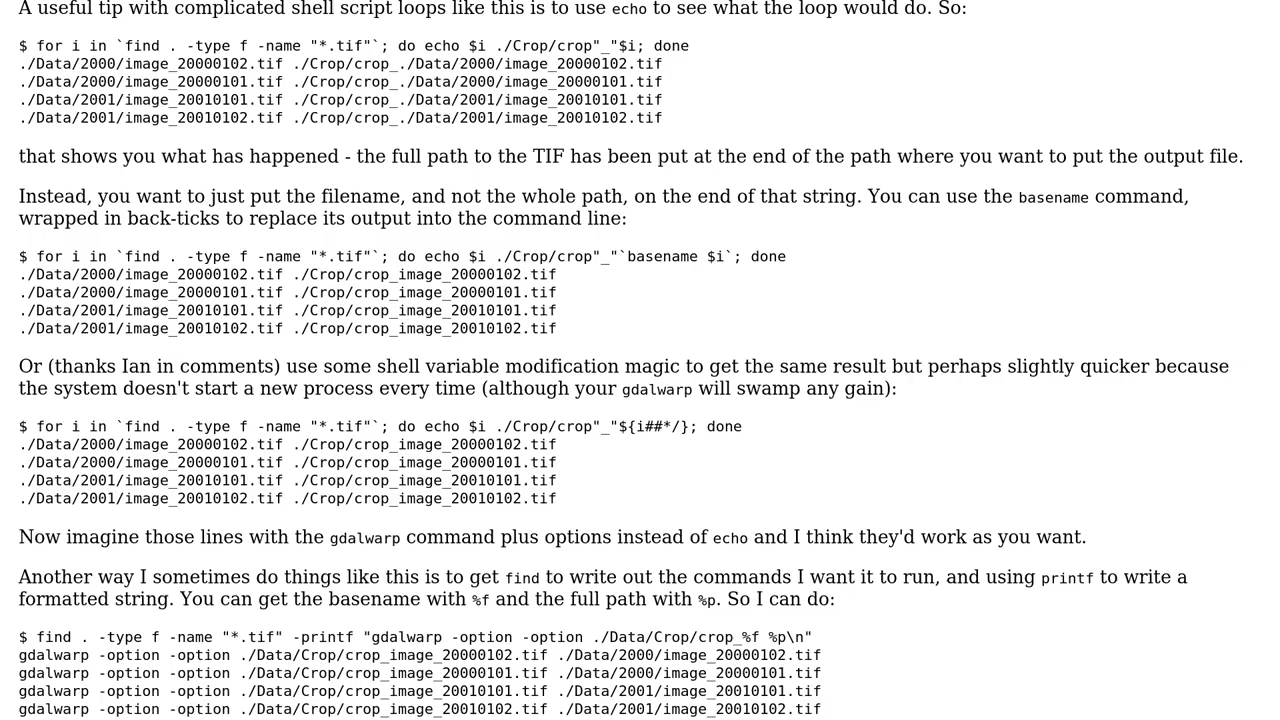 A useful tip with complicated shell script loops like this is to use echo to see what the loop would do. So:
$ for i in `find . -type f -name "*.tif"`; do echo $i ./Crop/crop"_"$i; done
./Data/2000/image_20000102.tif ./Crop/crop_./Data/2000/image_20000102.tif
./Data/2000/image_20000101.tif ./Crop/crop_./Data/2000/image_20000101.tif
./Data/2001/image_20010101.tif ./Crop/crop_./Data/2001/image_20010101.tif
./Data/2001/image_20010102.tif ./Crop/crop_./Data/2001/image_20010102.tif
that shows you what has happened - the full path to the TIF has been put at the end of the path where you want to put the output file.
Instead, you want to just put the filename, and not the whole path, on the end of that string. You can use the basename command,
wrapped in back-ticks to replace its output into the command line:
$ for i in `find . -type f -name "*.tif"`; do echo $i ./Crop/crop"_"`basename $i`; done
./Data/2000/image_20000102.tif ./Crop/crop_image_20000102.tif
./Data/2000/image_20000101.tif ./Crop/crop_image_20000101.tif
./Data/2001/image_20010101.tif ./Crop/crop_image_20010101.tif
./Data/2001/image_20010102.tif ./Crop/crop_image_20010102.tif
Or (thanks Ian in comments) use some shell variable modification magic to get the same result but perhaps slightly quicker because
the system doesn't start a new process every time (although your gdalwarp will swamp any gain):
$ for i in `find . -type f -name "*.tif"`; do echo $i ./Crop/crop"_"${i##*/}; done
./Data/2000/image_20000102.tif ./Crop/crop_image_20000102.tif
./Data/2000/image_20000101.tif ./Crop/crop_image_20000101.tif
./Data/2001/image_20010101.tif ./Crop/crop_image_20010101.tif
./Data/2001/image_20010102.tif ./Crop/crop_image_20010102.tif
Now imagine those lines with the gdalwarp command plus options instead of echo and I think they'd work as you want.
Another way I sometimes do things like this is to get find to write out the commands I want it to run, and using printf to write a
formatted string. You can get the basename with %f and the full path with %p. So I can do:
$ find . -type f -name "*.tif" -printf "gdalwarp -option -option ./Data/Crop/crop_%f %p\n"
gdalwarp -option -option ./Data/Crop/crop_image_20000102.tif ./Data/2000/image_20000102.tif
gdalwarp -option -option ./Data/Crop/crop_image_20000101.tif ./Data/2000/image_20000101.tif
gdalwarp -option -option ./Data/Crop/crop_image_20010101.tif ./Data/2001/image_20010101.tif
gdalwarp -option -option ./Data/Crop/crop_image_20010102.tif ./Data/2001/image_20010102.tif